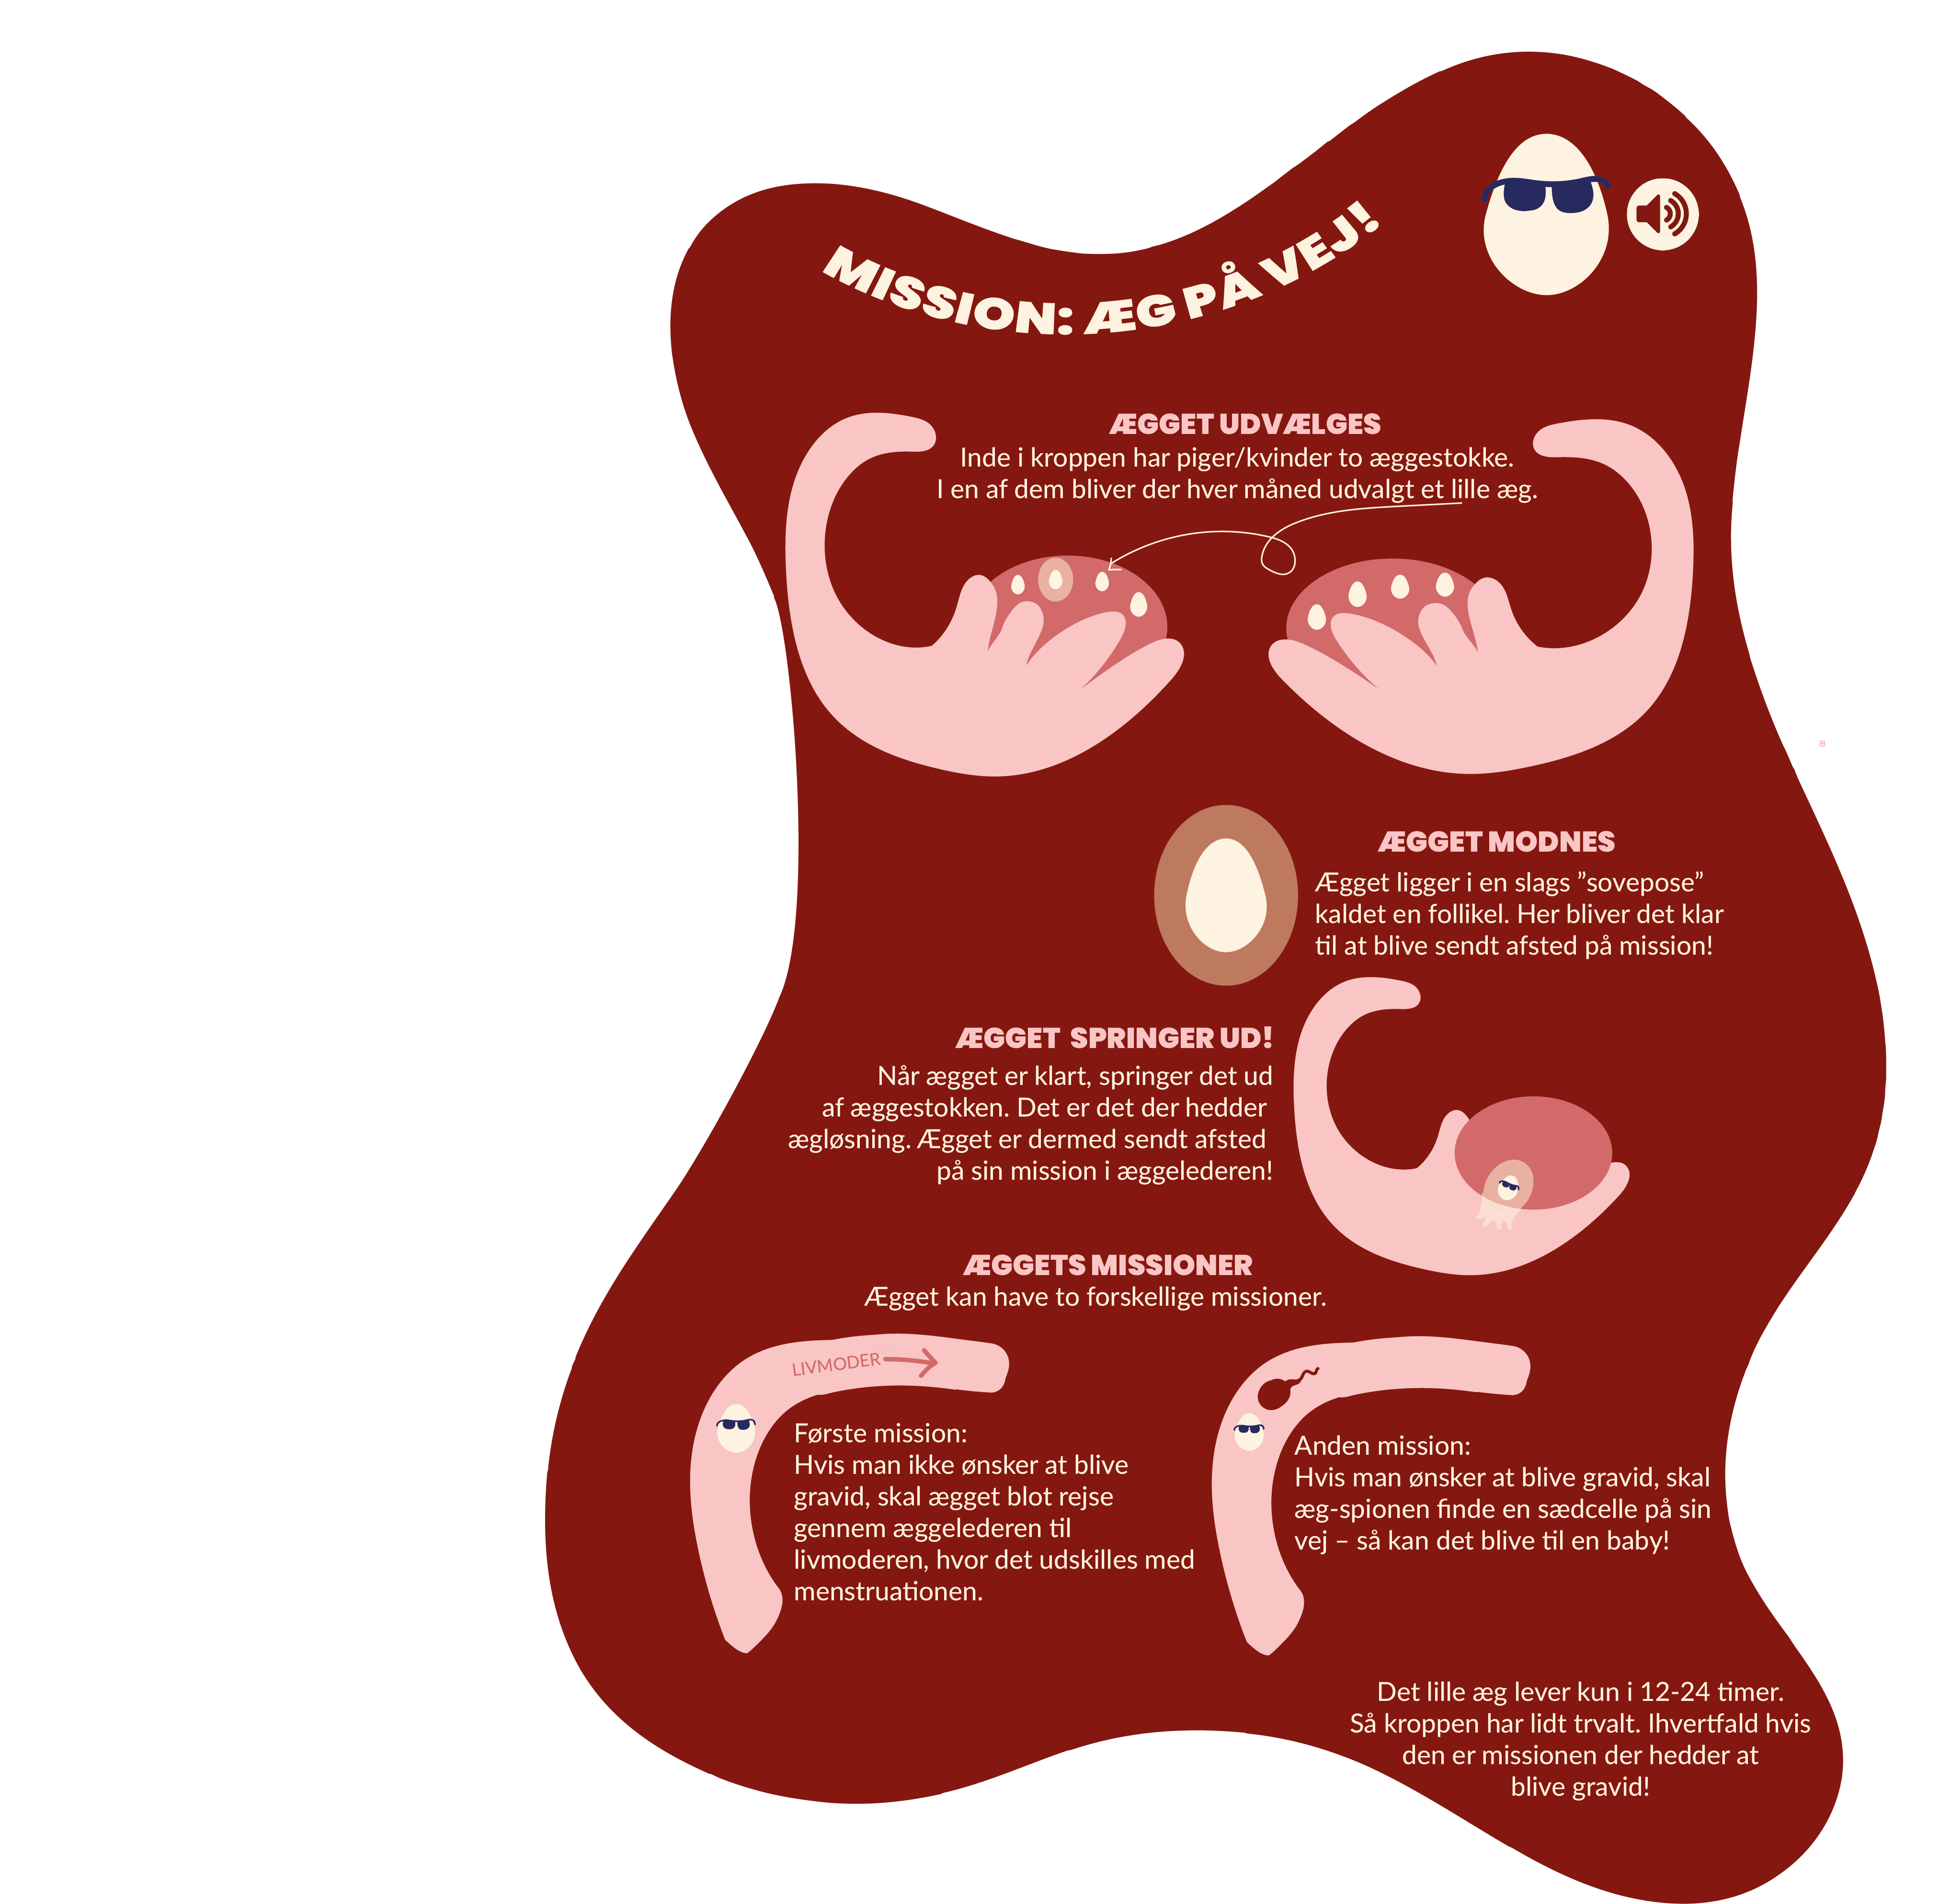 MISSION: ÆG PÅ VEJ!
ÆGGET UDVÆLGES
Inde i kroppen har piger/kvinder to æggestokke.
I en af dem bliver der hver måned udvalgt et lille æg.
ÆGGET MODNES
Ægget ligger i en slags ”sovepose”
kaldet en follikel. Her bliver det klar
til at blive sendt afsted på mission!
ÆGGET SPRINGER UD!
Når ægget er klart, springer det ud
af æggestokken. Det er det der hedder
ægløsning. Ægget er dermed sendt afsted
på sin mission i æggelederen!
ÆGGETS MISSIONER
Ægget kan have to forskellige missioner.
LIVMODER
Første mission:
Hvis man ikke ønsker at blive
gravid, skal ægget blot rejse
gennem æggelederen til
livmoderen, hvor det udskilles med
menstruationen.
Anden mission:
Hvis man ønsker at blive gravid, skal
æg-spionen finde en sædcelle på sin
vej – så kan det blive til en baby!
Det lille æg lever kun i 12-24 timer.
Så kroppen har lidt trvalt. Ihvertfald hvis
den er missionen der hedder at
blive gravid!